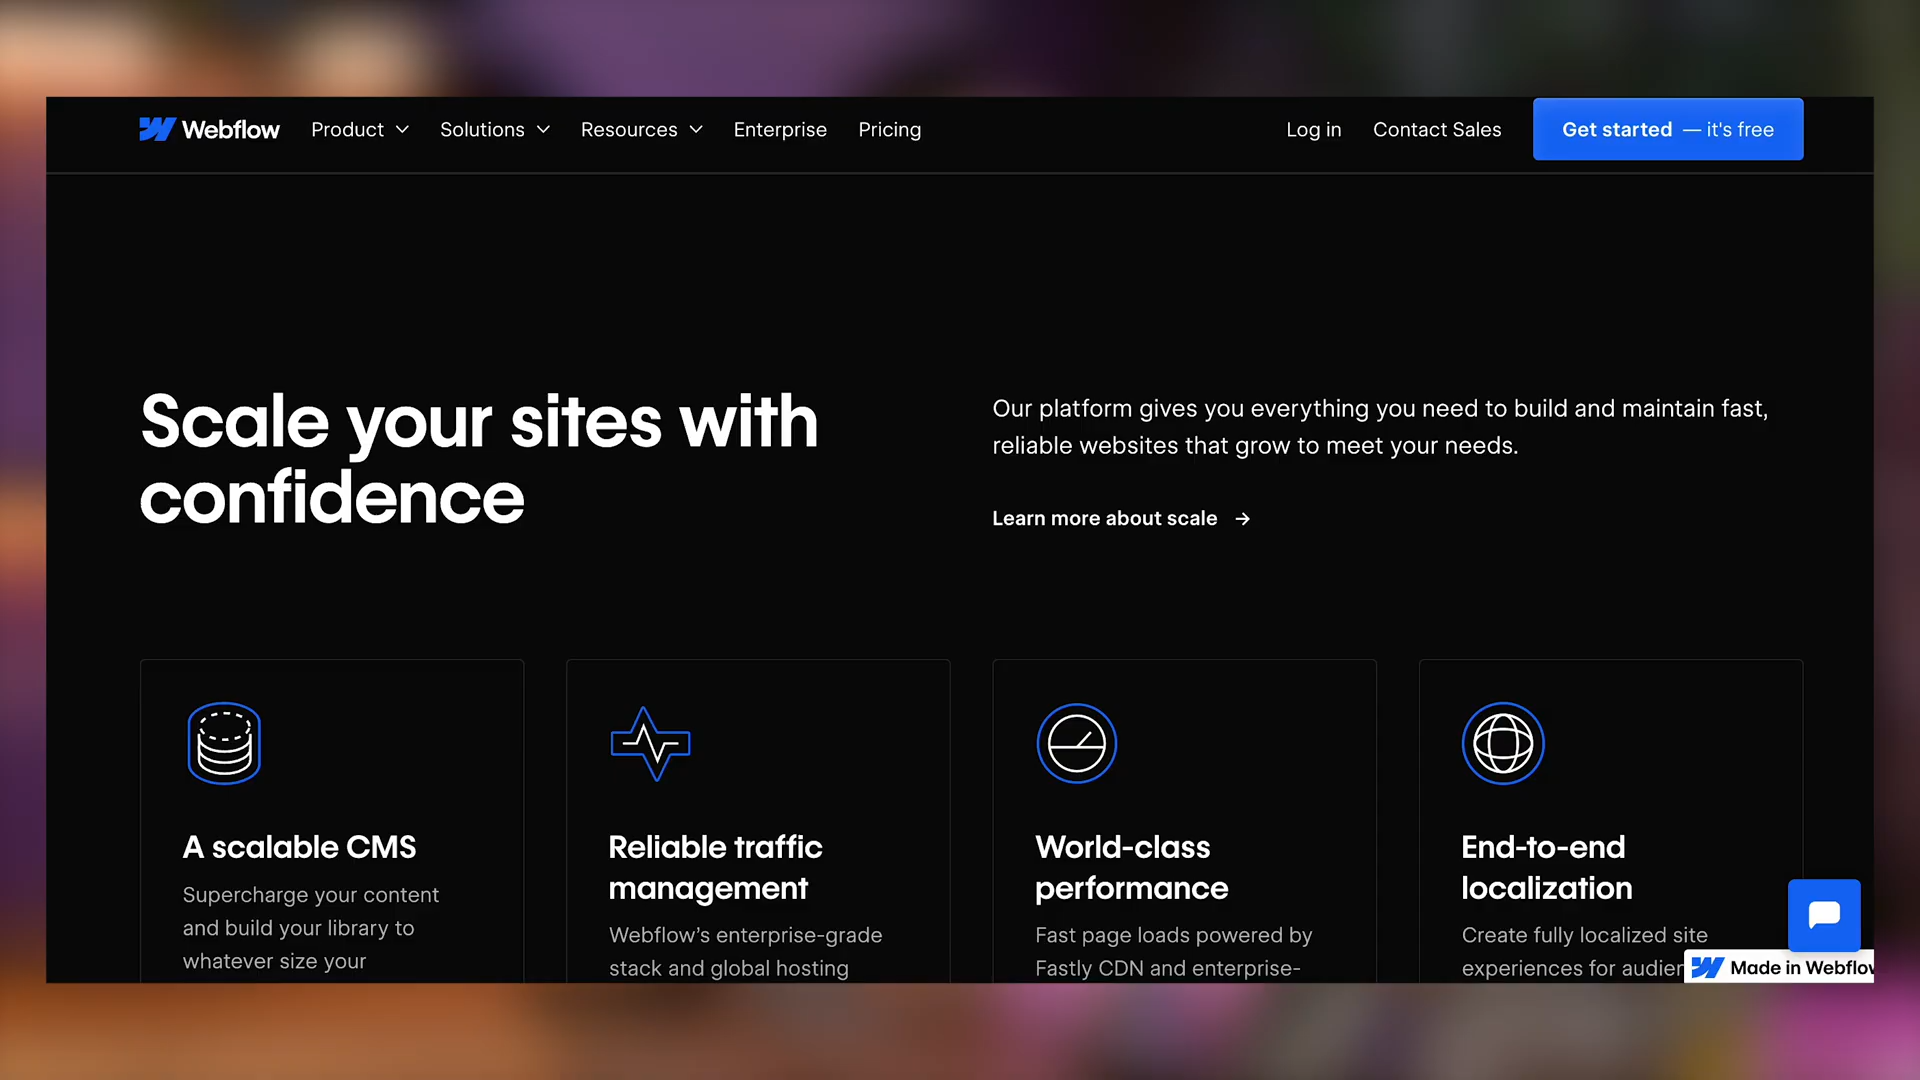 Webflow
Product
Solutions
Resources
Enterprise
Pricing
Log in
Contact Sales
Get started — it's free
Scale your sites with
confidence
Our platform gives you everything you need to build and maintain fast,
reliable websites that grow to meet your needs.
Learn more about scale →
A scalable CMS
Supercharge your content
and build your library to
whatever size your
Reliable traffic
management
Webflow’s enterprise-grade
stack and global hosting
World-class
performance
Fast page loads powered by
Fastly CDN and enterprise-
End-to-end
localization
Create fully localized site
experiences for
Made in Webflow